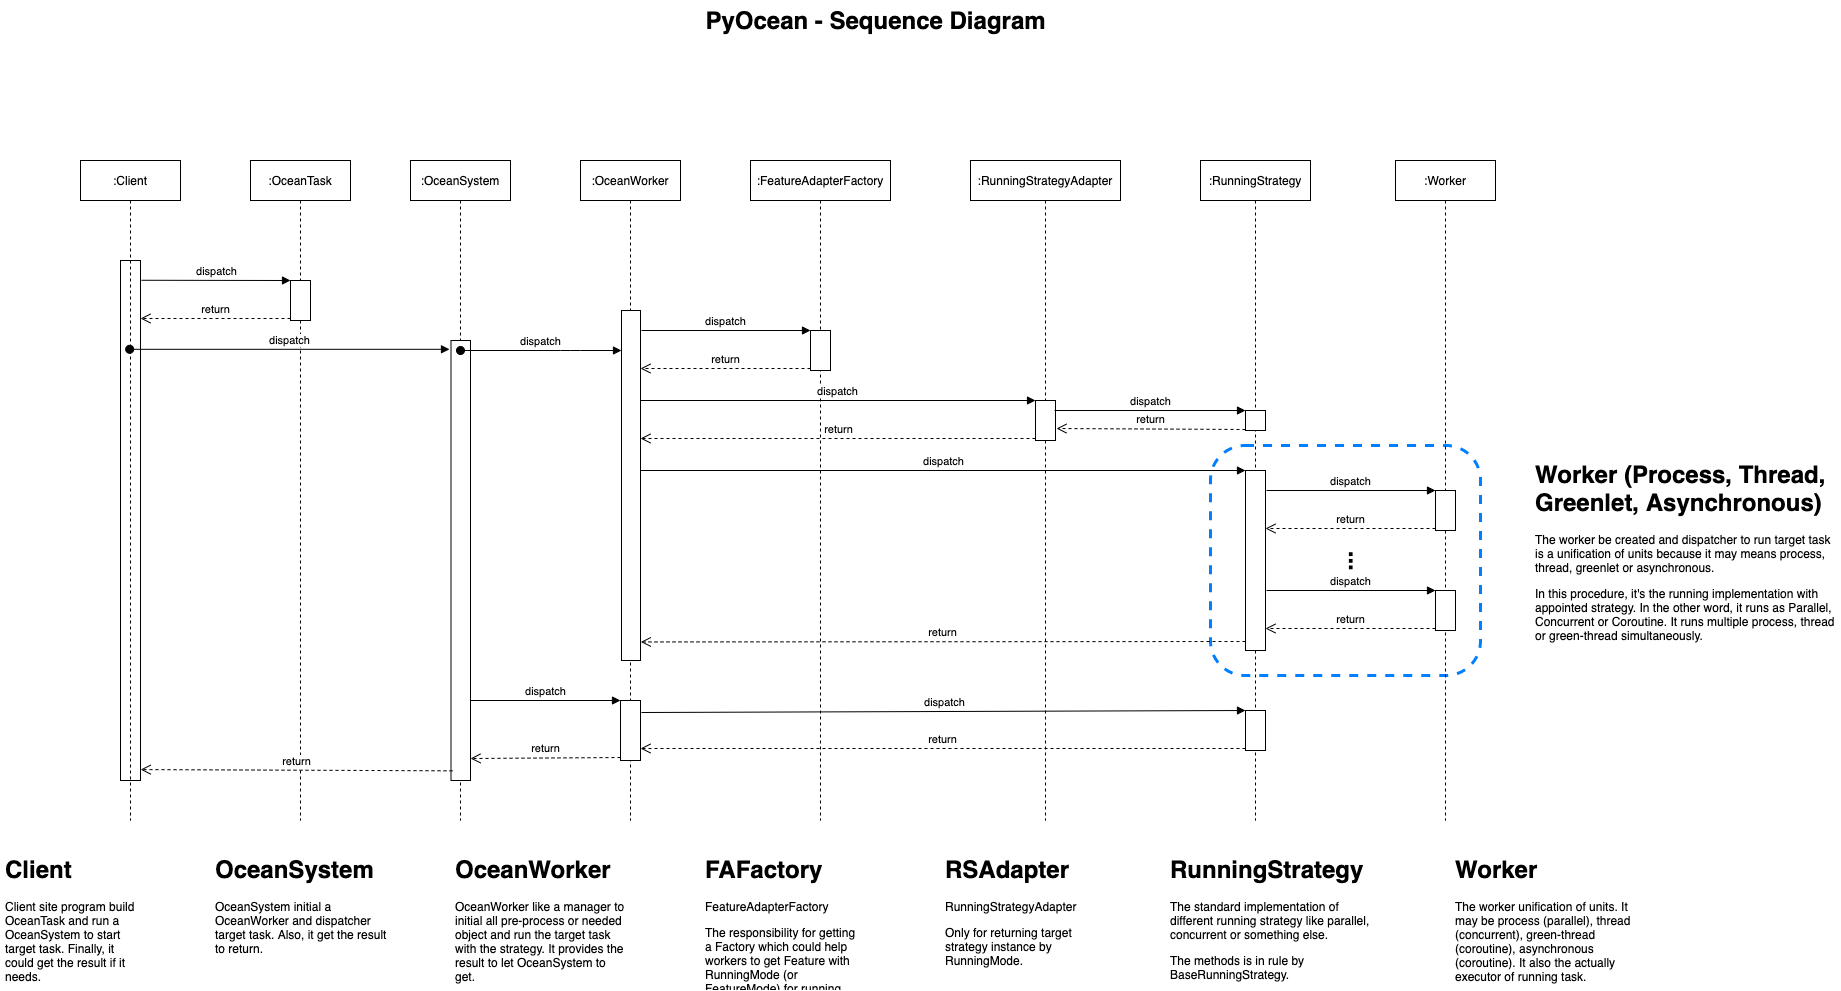 PyOcean - Sequence Diagram
:Client
:OceanTask
:OceanSystem
:OceanWorker
:FeatureAdapterFactory
:RunningStrategyAdapter
:RunningStrategy
:Worker
dispatch
return
dispatch
dispatch
dispatch
return
dispatch
dispatch
return
return
dispatch
dispatch
return
dispatch
return
return
dispatch
dispatch
return
return
return
Worker (Process, Thread,
Greenlet, Asynchronous)
The worker be created and dispatcher to run target task
is a unification of units because it may means process,
thread, greenlet or asynchronous.
In this procedure, it's the running implementation with
appointed strategy. In the other word, it runs as Parallel,
Concurrent or Coroutine. It runs multiple process, thread
or green-thread simultaneously.
Client
Client site program build
OceanTask and run a
OceanSystem to start
target task. Finally, it
could get the result if it
needs.
OceanSystem
OceanSystem initial a
OceanWorker and dispatcher
target task. Also, it get the result
to return.
OceanWorker
OceanWorker like a manager to
initial all pre-process or needed
object and run the target task
with the strategy. It provides the
result to let OceanSystem to
get.
FAFactory
FeatureAdapterFactory
The responsibility for getting
a Factory which could help
workers to get Feature with
RunningMode (or
FeatureMode) for running
RSAdapter
RunningStrategyAdapter
Only for returning target
strategy instance by
RunningMode.
RunningStrategy
The standard implementation of
different running strategy like parallel,
concurrent or something else.
The methods is in rule by
BaseRunningStrategy.
Worker
The worker unification of units. It
may be process (parallel), thread
(concurrent), green-thread
(coroutine), asynchronous
(coroutine). It also the actually
executor of running task.